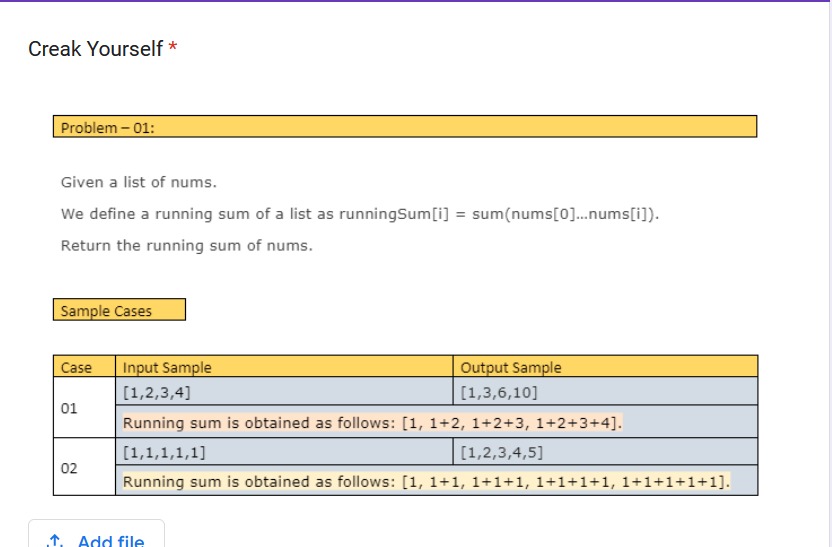 Creak Yourself *
Problem – 01:
Given a list of nums.
We define a running sum of a list as runningSum[i] = sum(nums[0]…nums[i]).
Return the running sum of nums.
Sample Cases
Case Input Sample Output Sample
01 [1,2,3,4] [1,3,6,10]
Running sum is obtained as follows: [1, 1+2, 1+2+3, 1+2+3+4].
02 [1,1,1,1,1] [1,2,3,4,5]
Running sum is obtained as follows: [1, 1+1, 1+1+1, 1+1+1+1, 1+1+1+1+1].
Add file